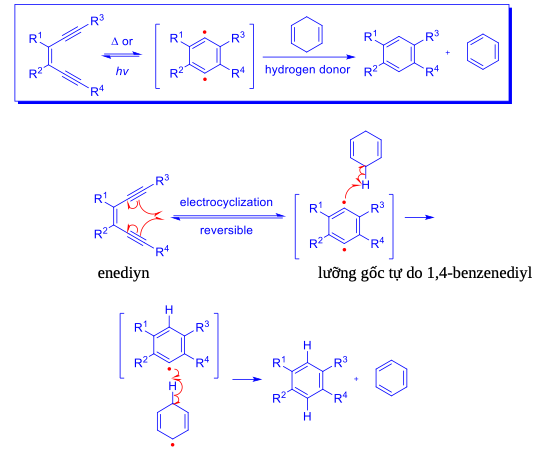 R1 R3 Δ or R1 R3 R1 R3
hν + 
R2 R4 R2 R4 hydrogen donor R2 R4
R3 H
R1 electrocyclization R1 R3
R2 reversible R2 R4
R4
enediyn lưỡng gốc tự do 1,4-benzenediyl
H H
R1 R3 R1 R3
R2 R4 R2 R4 +
H H